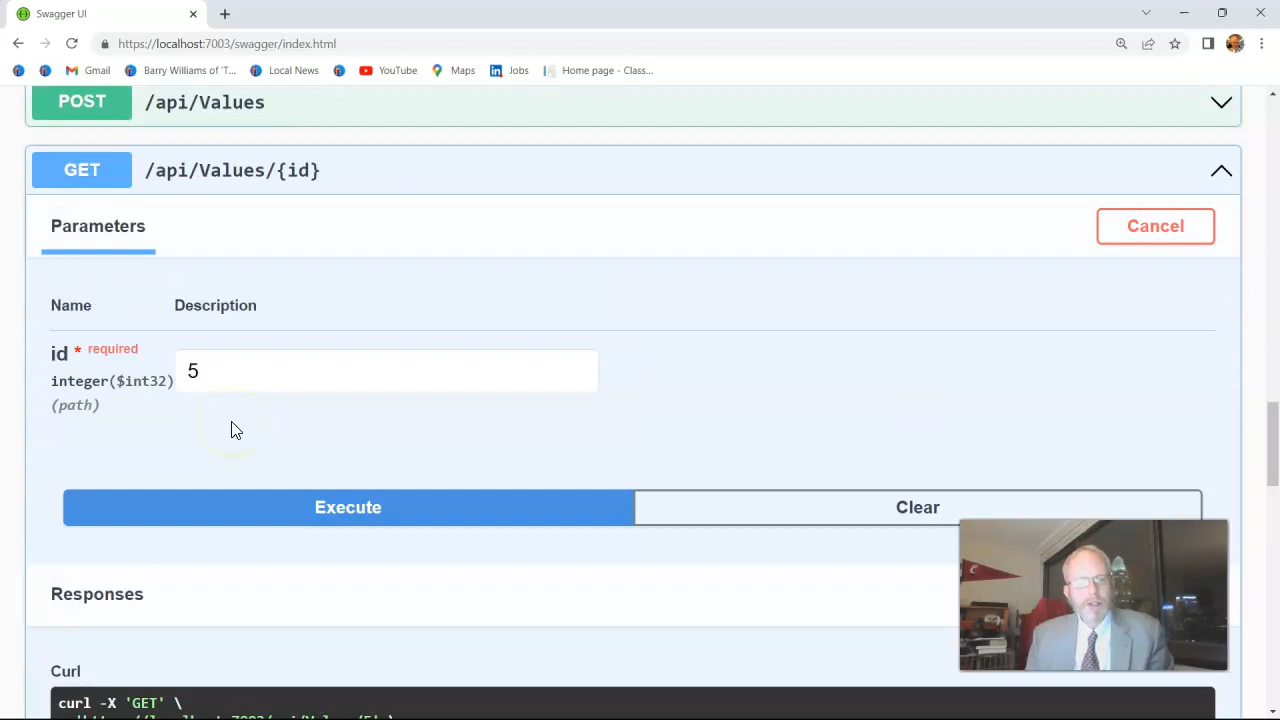 Swagger UI
https://localhost:7003/swagger/index.html
Gmail
Barry Williams of 'T...
Local News
YouTube
Maps
Jobs
Home page - Class...
POST /api/Values
GET /api/Values/{id}
Parameters
Cancel
Name Description
id * required
5
integer($int32)
(path)
Execute
Clear
Responses
Curl
curl -X 'GET' \